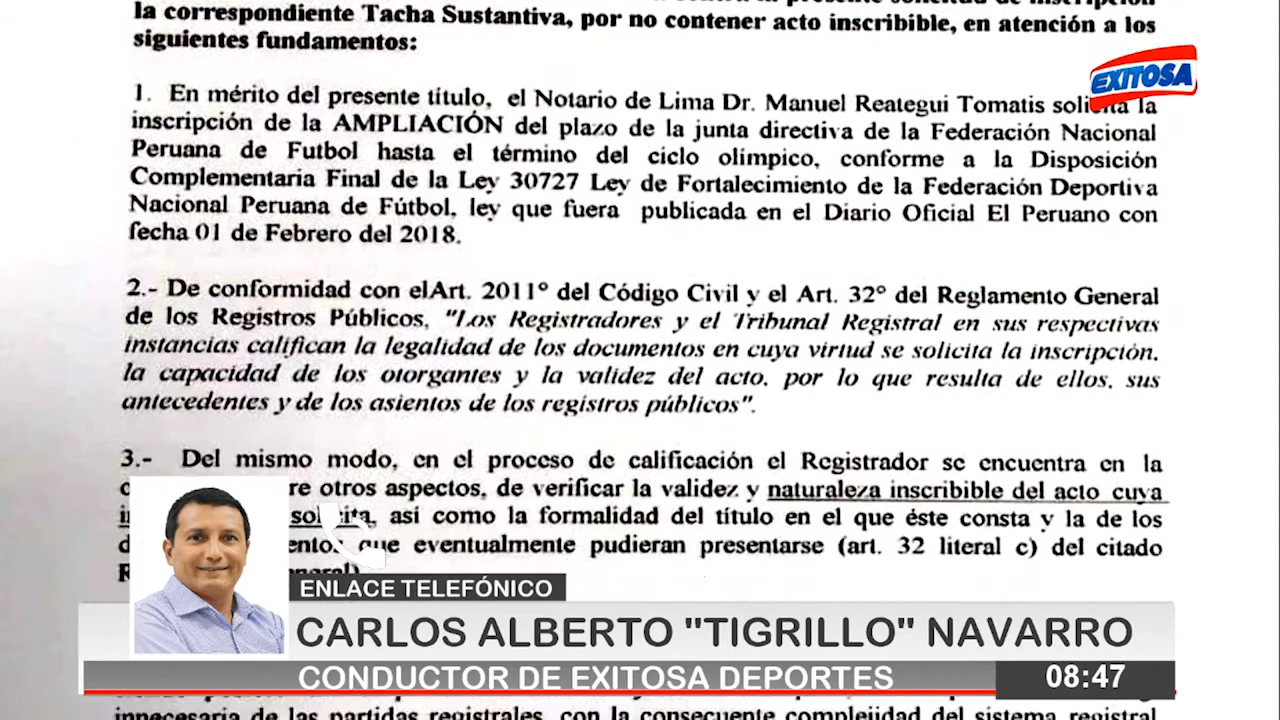 la correspondiente Tacha Sustantiva, por no contener acto inscribible, en atención a los
siguientes fundamentos:
EXITOSA
1. En mérito del presente título, el Notario de Lima Dr. Manuel Reategui Tomatis solicita la
inscripción de la AMPLIACIÓN del plazo de la junta directiva de la Federación Nacional
Peruana de Futbol hasta el término del ciclo olímpico, conforme a la Disposición
Complementaria Final de la Ley 30727 Ley de Fortalecimiento de la Federación Deportiva
Nacional Peruana de Fútbol, ley que fuera publicada en el Diario Oficial El Peruano con
fecha 01 de Febrero del 2018.
2.- De conformidad con elArt. 2011° del Código Civil y el Art. 32° del Reglamento General
de los Registros Públicos, "Los Registradores y el Tribunal Registral en sus respectivas
instancias califican la legalidad de los documentos en cuya virtud se solicita la inscripción,
la capacidad de los otorgantes y la validez del acto, por lo que resulta de ellos, sus
antecedentes y de los asientos de los registros públicos".
3.- Del mismo modo, en el proceso de calificación el Registrador se encuentra en la
re otros aspectos, de verificar la validez y naturaleza inscribible del acto cuya
solicita, así como la formalidad del título en el que éste consta y la de los
que eventualmente pudieran presentarse (art. 32 literal c) del citado
ENLACE TELEFÓNICO
CARLOS ALBERTO "TIGRILLO" NAVARRO
CONDUCTOR DE EXITOSA DEPORTES 08:47
innecesaria de las partidas registrales, con la consecuente complejidad del sistema registral